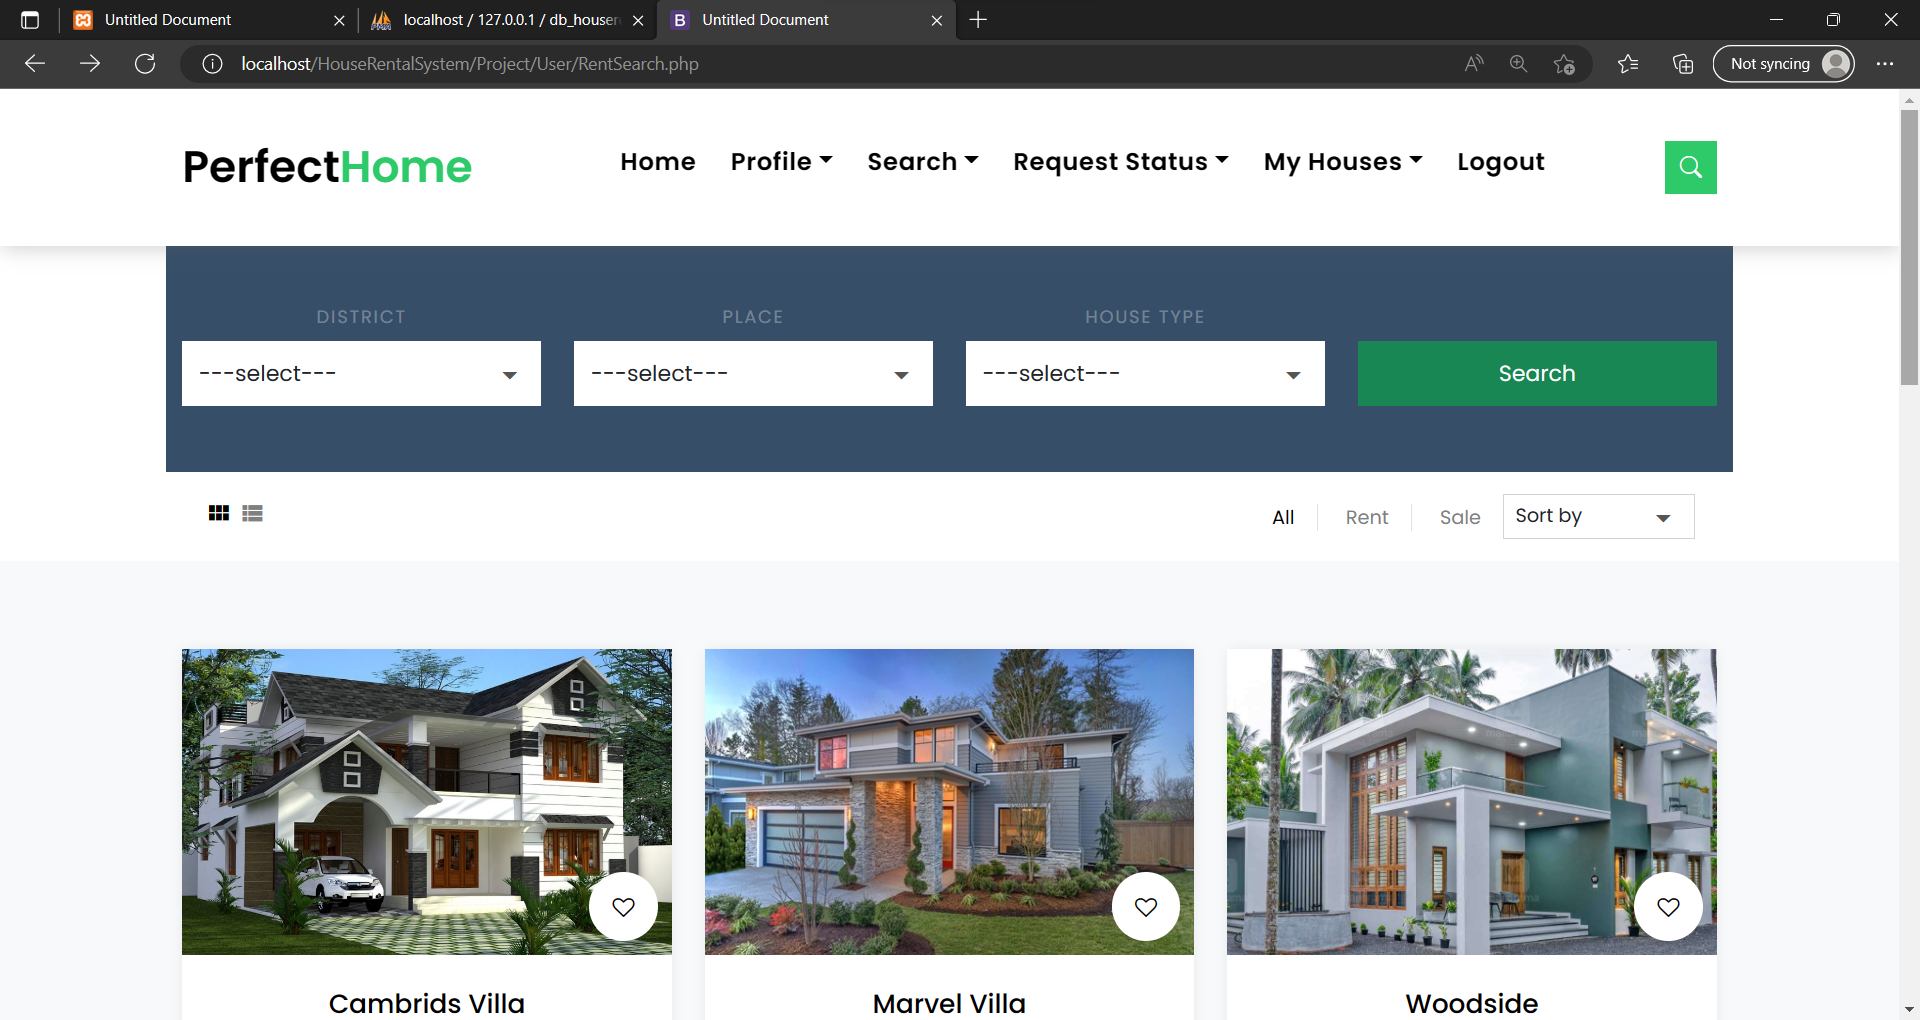 Untitled Document
localhost / 127.0.0.1 / db_house
Untitled Document
localhost/HouseRentalSystem/Project/User/RentSearch.php
Not syncing
PerfectHome
Home
Profile
Search
Request Status
My Houses
Logout
DISTRICT
PLACE
HOUSE TYPE
---select---
---select---
---select---
Search
All
Rent
Sale
Sort by
Cambrids Villa
Marvel Villa
Woodside